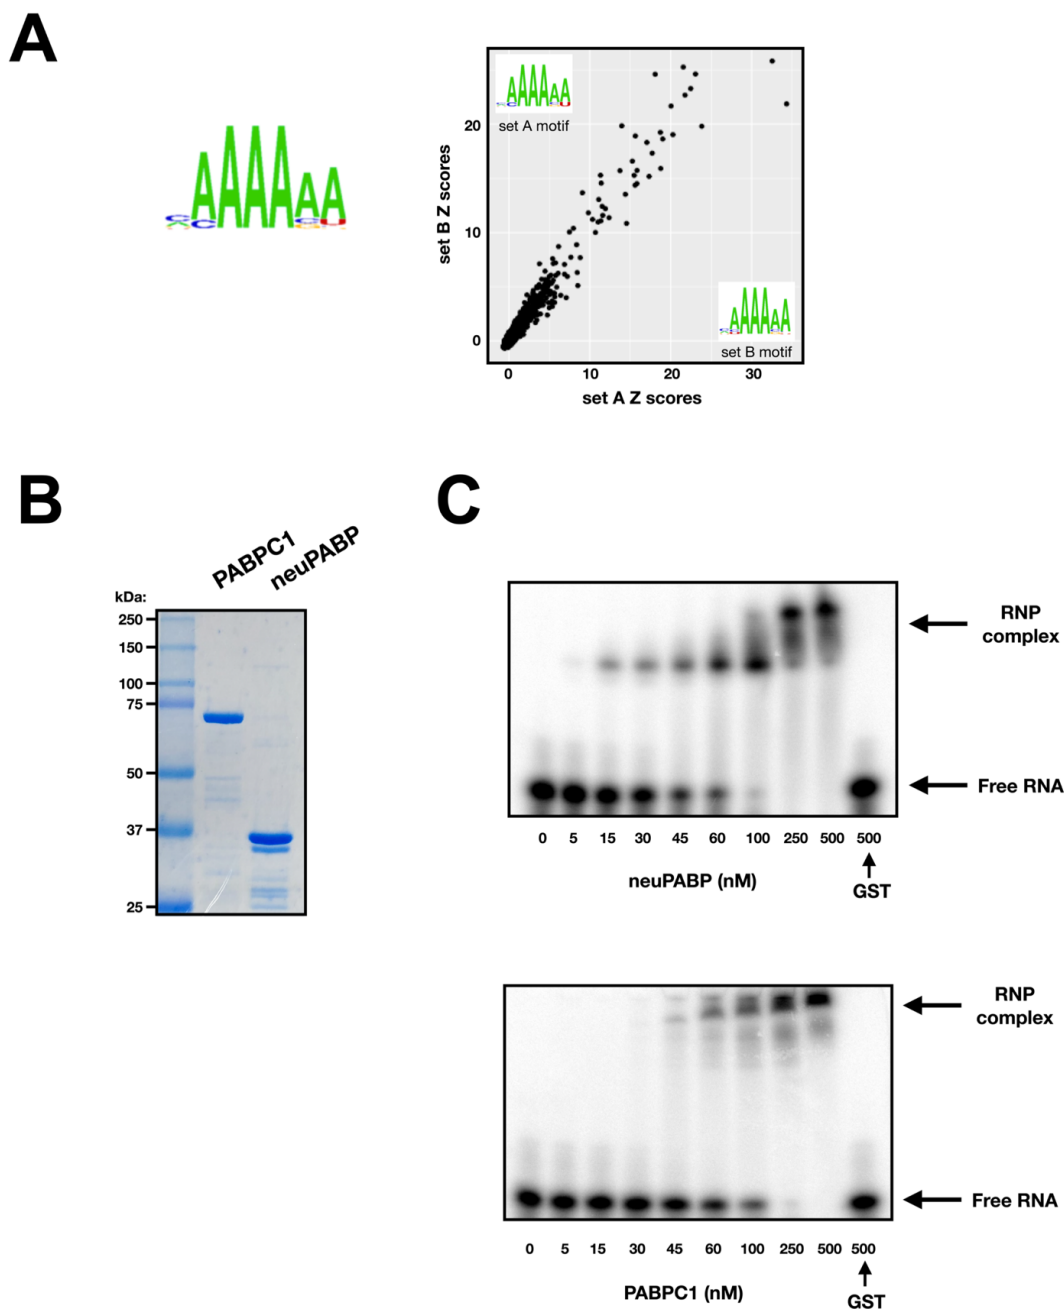 A
AAAAAA
set A motif
set B Z scores
20
10
0
set B motif
0 10 20 30
set A Z scores
B
PABPC1
neuPABP
kDa:
250
150
100
75
50
37
25
C
RNP
complex
Free RNA
0 5 15 30 45 60 100 250 500 500
neuPABP (nM)
GST
RNP
complex
Free RNA
0 5 15 30 45 60 100 250 500 500
PABPC1 (nM)
GST